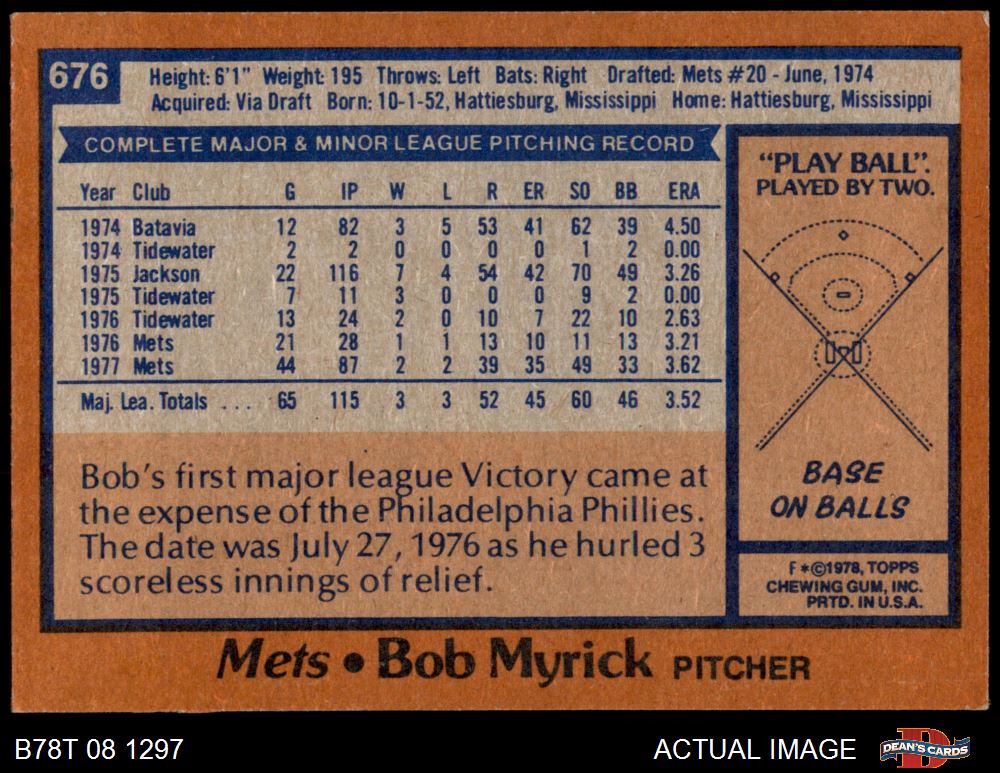 676
Height: 6'1" Weight: 195 Throws: Left Bats: Right Drafted: Mets #20 - June, 1974
Acquired: Via Draft Born: 10-1-52, Hattiesburg, Mississippi Home: Hattiesburg, Mississippi
COMPLETE MAJOR & MINOR LEAGUE PITCHING RECORD
Year Club G IP W L R ER SO BB ERA
1974 Batavia 12 82 3 5 53 41 62 39 4.50
1974 Tidewater 2 2 0 0 0 0 1 2 0.00
1975 Jackson 22 116 7 4 54 42 70 49 3.26
1975 Tidewater 7 11 3 0 0 0 9 2 0.00
1976 Tidewater 13 24 2 0 10 7 22 10 2.63
1976 Mets 21 28 1 1 13 10 11 13 3.21
1977 Mets 44 87 2 2 39 35 49 33 3.62
Maj. Lea. Totals ... 65 115 3 3 52 45 60 46 3.52
Bob's first major league Victory came at
the expense of the Philadelphia Phillies.
The date was July 27, 1976 as he hurled 3
scoreless innings of relief.
"PLAY BALL".
PLAYED BY TWO.
BASE
ON BALLS
F*©1978, TOPPS
CHEWING GUM, INC.
PRTD. IN U.S.A.
Mets • Bob Myrick PITCHER
B78T 08 1297
ACTUAL IMAGE
DEAN'S CARDS